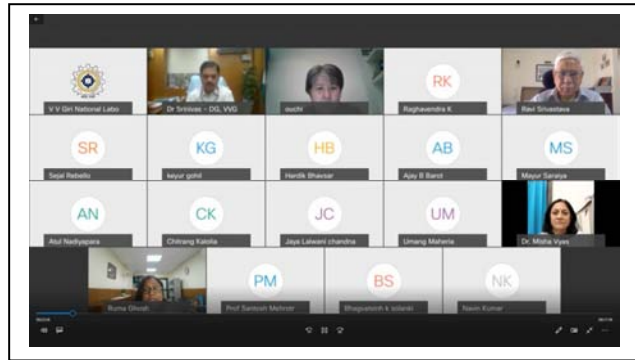 V V Giri National Labo
Dr Srinivas - DG, VVG
ouchi
RK
Raghavendra K
Ravi Srivastava
SR
Sejal Rebello
KG
keyur gohil
HB
Hardik Bhavsar
AB
Ajay B Barot
MS
Mayur Saraiya
AN
Atul Nadiyapara
CK
Chitrang Kalolia
JC
Jaya Lalwani chandna
UM
Umang Maheria
Dr. Misha Vyas
Ruma Ghosh
PM
Prof Santosh Mehrotr
BS
Bhagvatsinh k solanki
NK
Navin Kumar